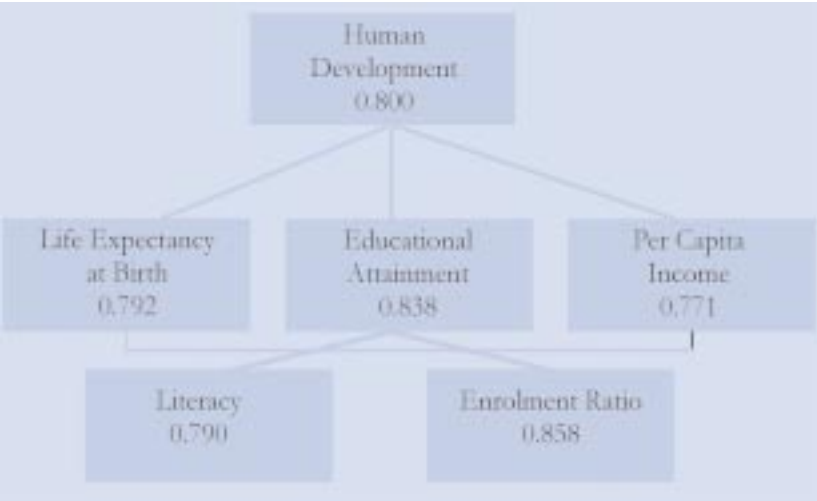 Human
Development
0.800
Life Expectancy
at Birth
0.792
Educational
Attainment
0.838
Per Capita
Income
0.771
Literacy
0.790
Enrolment Ratio
0.858